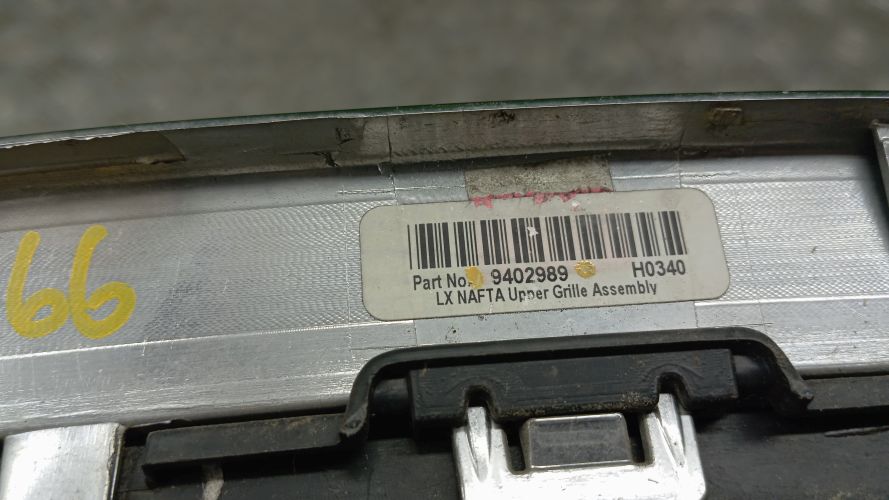 66
Part No. 9402989 H0340
LX NAFTA Upper Grille Assembly